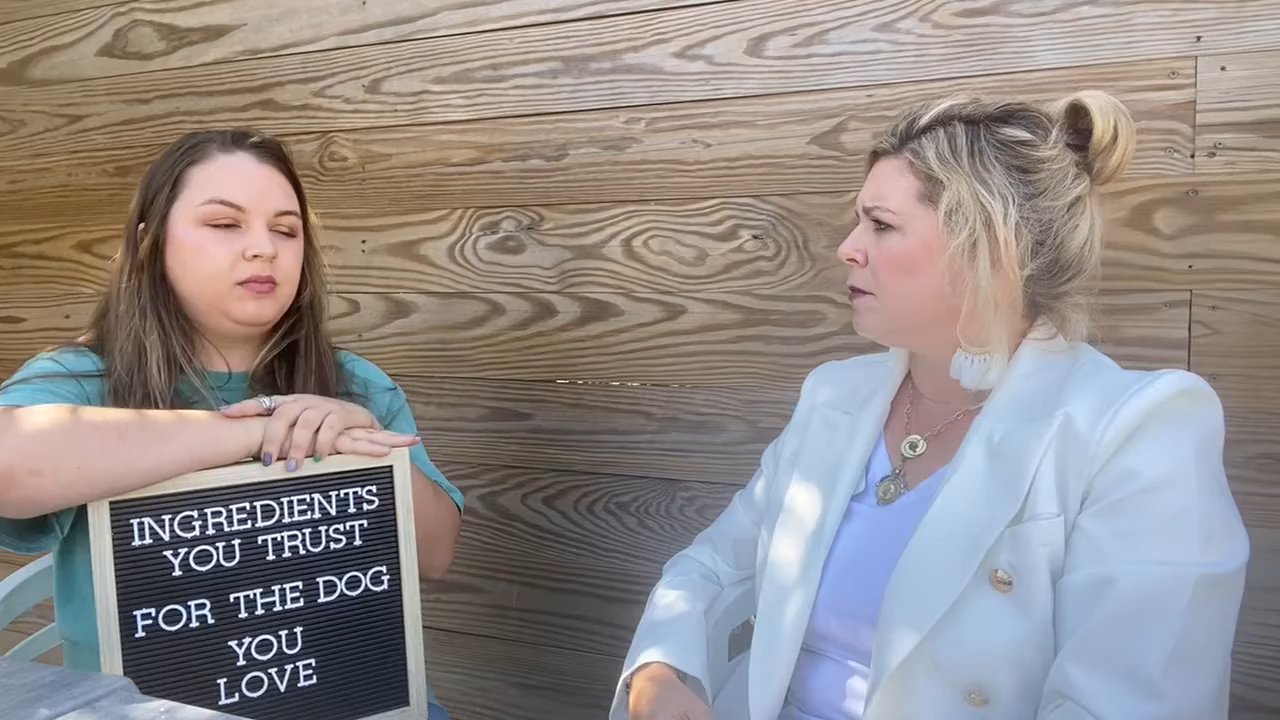 INGREDIENTS
YOU TRUST
FOR THE DOG
YOU
LOVE